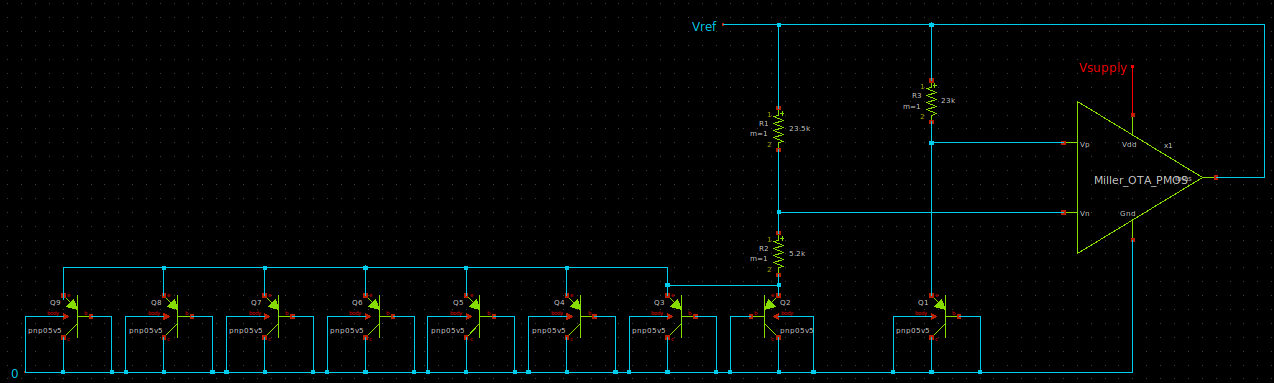 Vref
Vsupply
1
R3
m=1
2
23k
1
R1
m=1
2
23.5k
Vp
Vdd
x1
Miller_OTA_PMOS
Vn
Gnd
1
R2
m=1
2
5.2k
Q9
Q8
Q7
Q6
Q5
Q4
Q3
Q2
Q1
pnp05v5
pnp05v5
pnp05v5
pnp05v5
pnp05v5
pnp05v5
pnp05v5
pnp05v5
pnp05v5
0